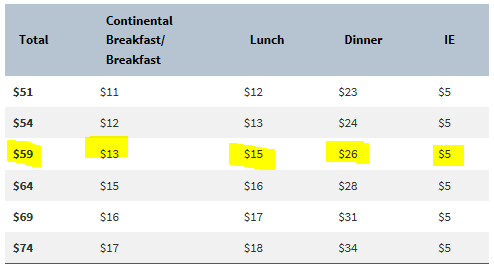 Total Continental Breakfast/ Breakfast Lunch Dinner IE
$51 $11 $12 $23 $5
$54 $12 $13 $24 $5
$59 $13 $15 $26 $5
$64 $15 $16 $28 $5
$69 $16 $17 $31 $5
$74 $17 $18 $34 $5